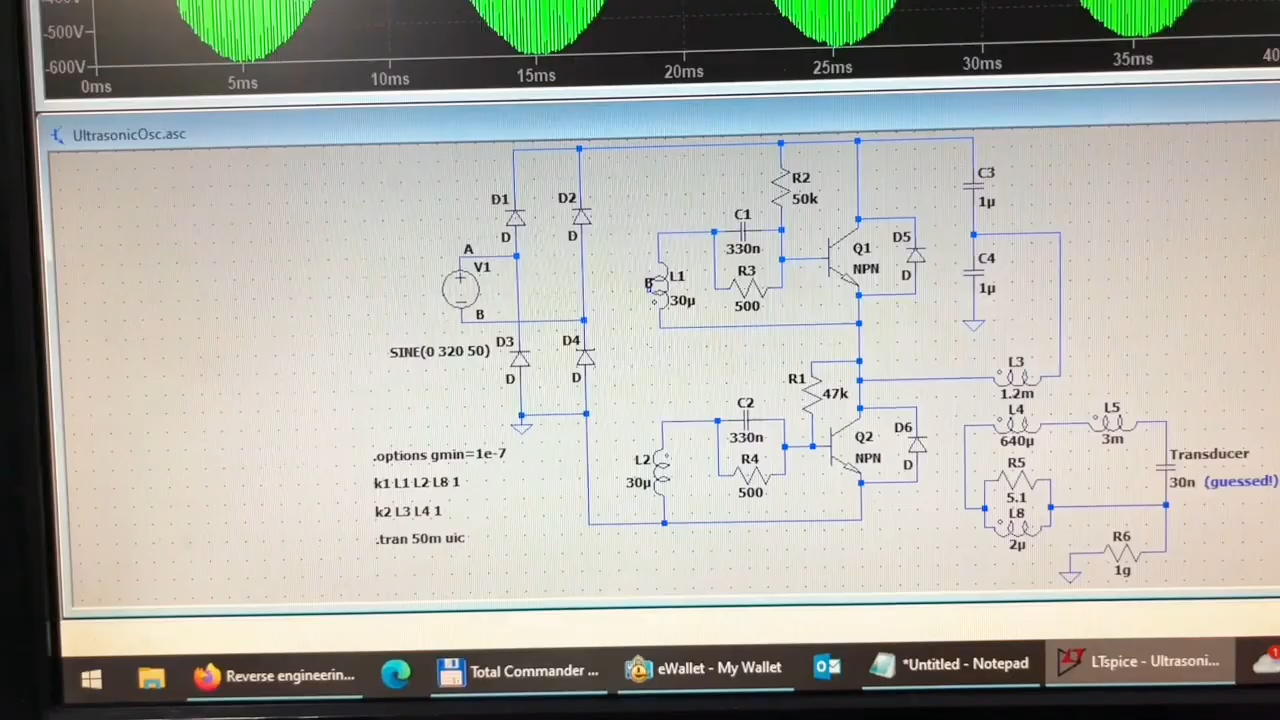 -500V
-600V
0ms
5ms
10ms
15ms
20ms
25ms
30ms
35ms
UltrasonicOsc.asc
D1
D
D2
D
A
V1
B
SINE(0 320 50)
D3
D
D4
D
L1
30µ
C1
330n
R3
500
R2
50k
Q1
NPN
D5
D
C3
1µ
C4
1µ
R1
47k
L2
30µ
C2
330n
R4
500
Q2
NPN
D6
D
L3
1.2m
L4
640µ
L5
3m
R5
5.1
L8
2µ
Transducer
30n (guessed!)
R6
1g
.options gmin=1e-7
k1 L1 L2 L8 1
k2 L3 L4 1
.tran 50m uic
Reverse engineerin...
Total Commander ...
eWallet - My Wallet
*Untitled - Notepad
LTspice - Ultrasoni...